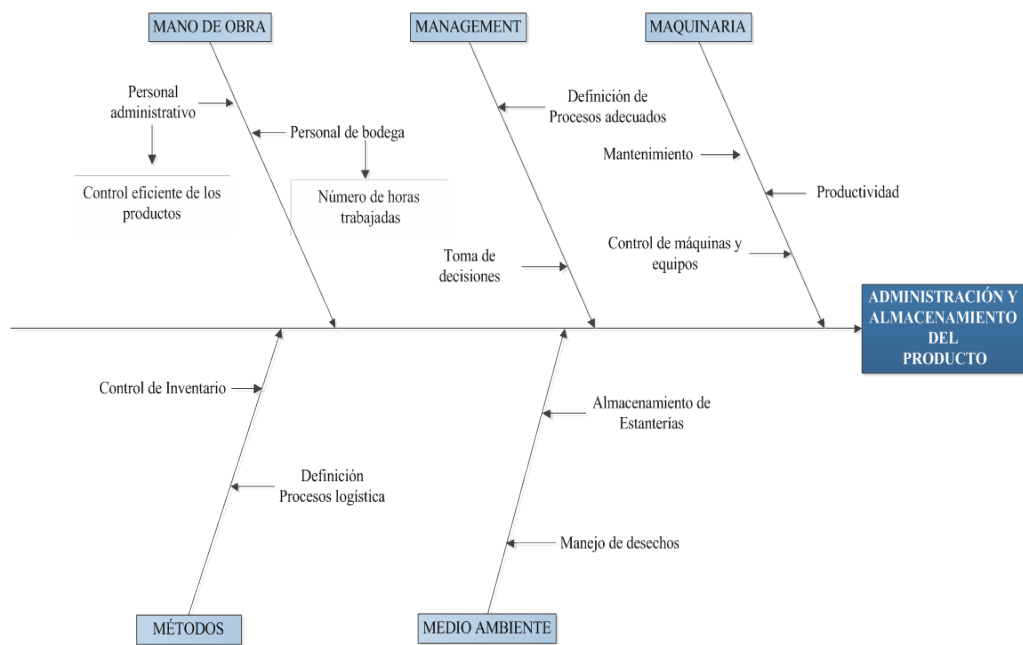 MANO DE OBRA
MANAGEMENT
MAQUINARIA
Personal
administrativo
Personal de bodega
Control eficiente de los
productos
Número de horas
trabajadas
Definición de
Procesos adecuados
Toma de
decisiones
Mantenimiento
Productividad
Control de máquinas y
equipos
ADMINISTRACIÓN Y
ALMACENAMIENTO
DEL
PRODUCTO
Control de Inventario
Definición
Procesos logística
Almacenamiento de
Estanterías
Manejo de desechos
MÉTODOS
MEDIO AMBIENTE